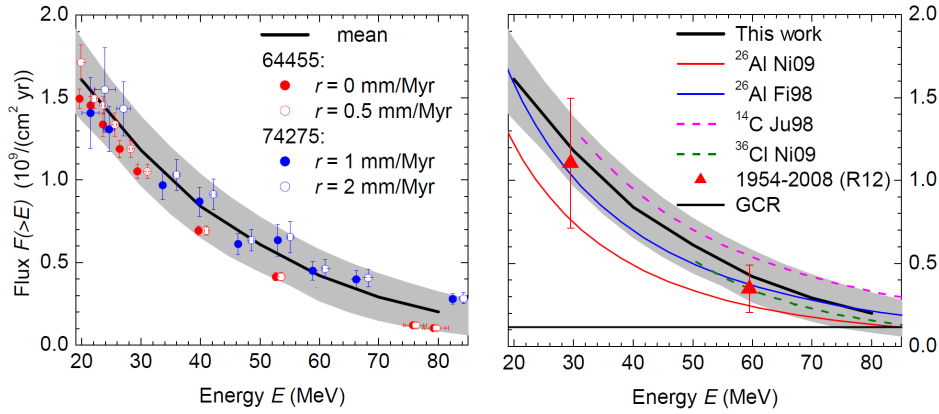 2.0
1.5
1.0
0.5
0.0
Flux F(>E) (10⁹/(cm² yr))
mean
64455:
r = 0 mm/Myr
r = 0.5 mm/Myr
74275:
r = 1 mm/Myr
r = 2 mm/Myr
20 30 40 50 60 70 80
Energy E (MeV)
This work
²⁶Al Ni09
²⁶Al Fi98
¹⁴C Ju98
³⁶Cl Ni09
1954-2008 (R12)
GCR
2.0
1.5
1.0
0.5
0.0
20 30 40 50 60 70 80
Energy E (MeV)